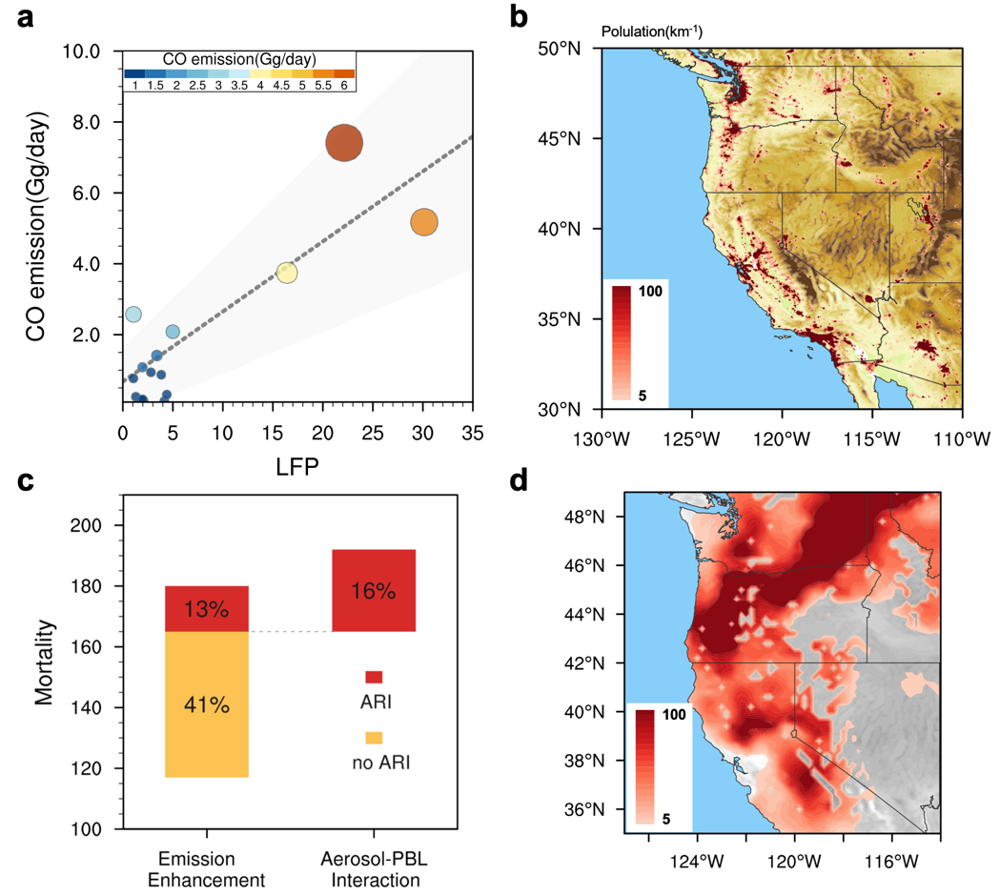 a
CO emission(Gg/day)
1 1.5 2 2.5 3 3.5 4 4.5 5 5.5 6
10.0
8.0
6.0
4.0
2.0
CO emission(Gg/day)
0 5 10 15 20 25 30 35
LFP
b
Polulation(km-1)
50°N
45°N
40°N
35°N
30°N
100
5
130°W 125°W 120°W 115°W 110°W
c
200
180
160
140
120
100
Mortality
13%
41%
16%
ARI
no ARI
Emission
Enhancement
Aerosol-PBL
Interaction
d
48°N
46°N
44°N
42°N
40°N
38°N
36°N
100
5
124°W 120°W 116°W